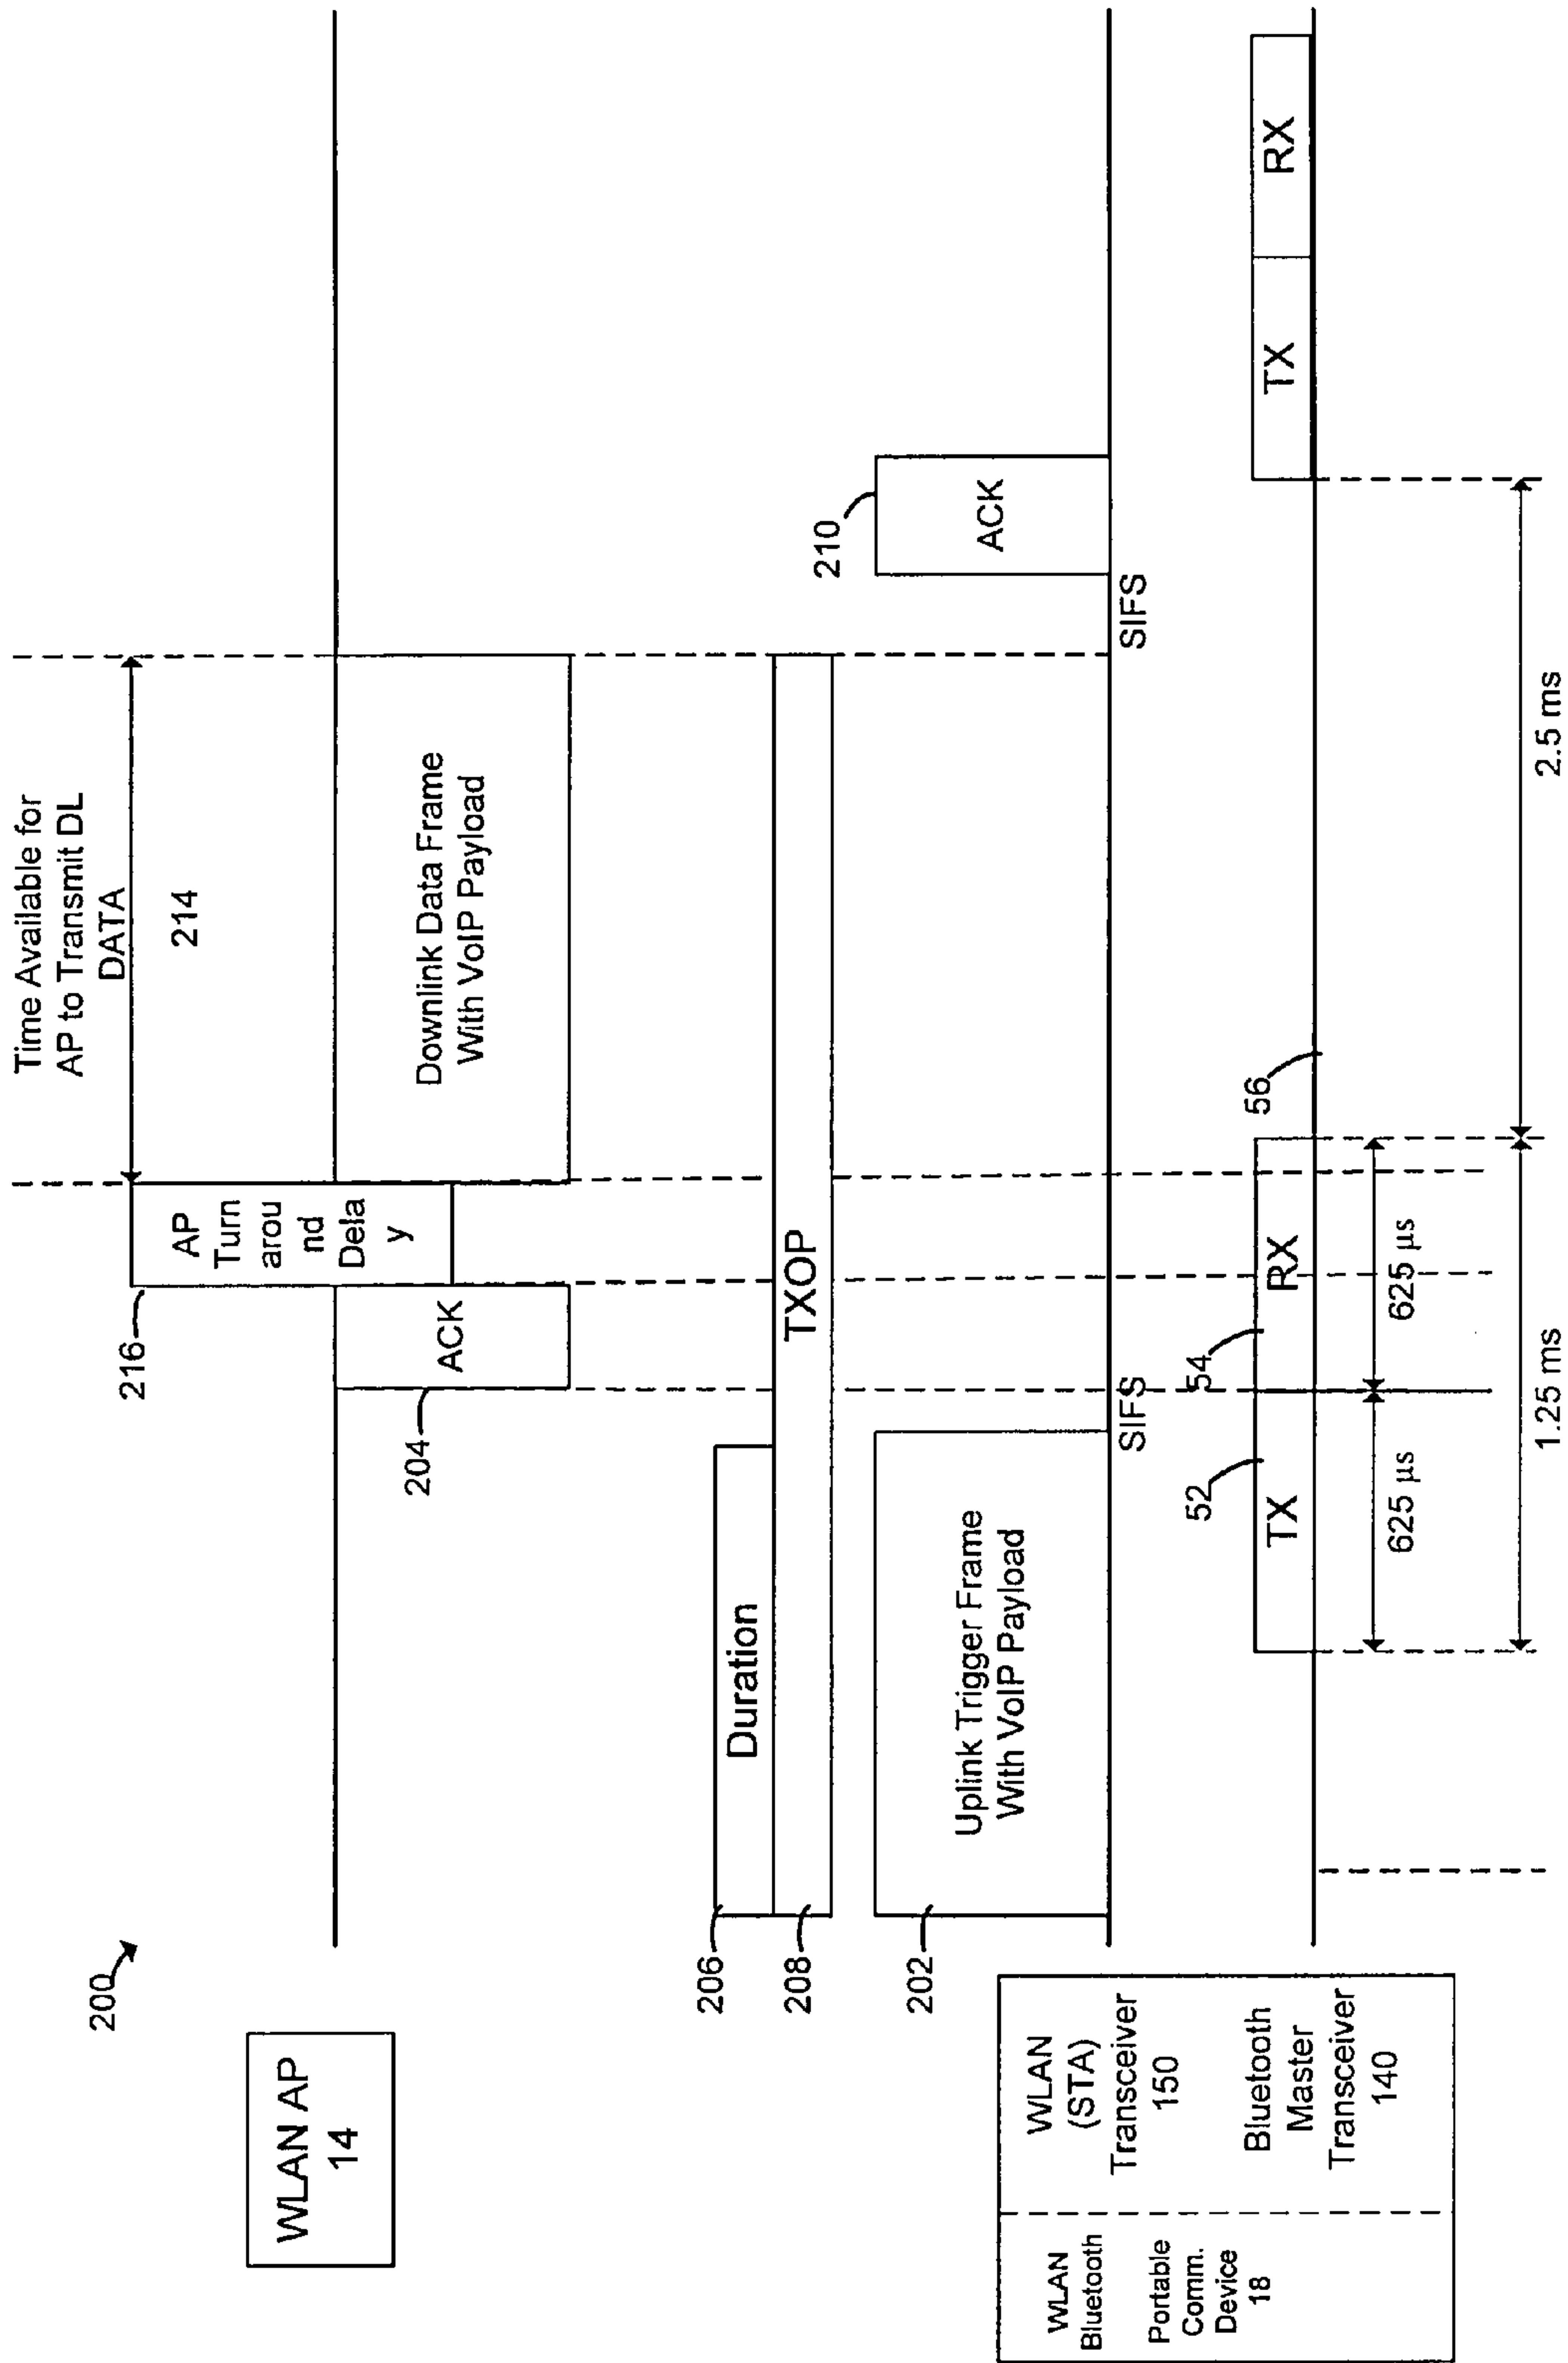 200
WLAN AP
14
216
AP
Turn
arou
nd
Dela
y
Time Available for
AP to Transmit DL
DATA
214
204
ACK
Downlink Data Frame
With VoIP Payload
206
Duration
208
TXOP
202
Uplink Trigger Frame
With VoIP Payload
SIFS
SIFS
210
ACK
WLAN
Bluetooth
Portable
Comm.
Device
18
WLAN
(STA)
Transceiver
150
Bluetooth
Master
Transceiver
140
52
TX
54
RX
56
TX
RX
625 µs
625 µs
1.25 ms
2.5 ms